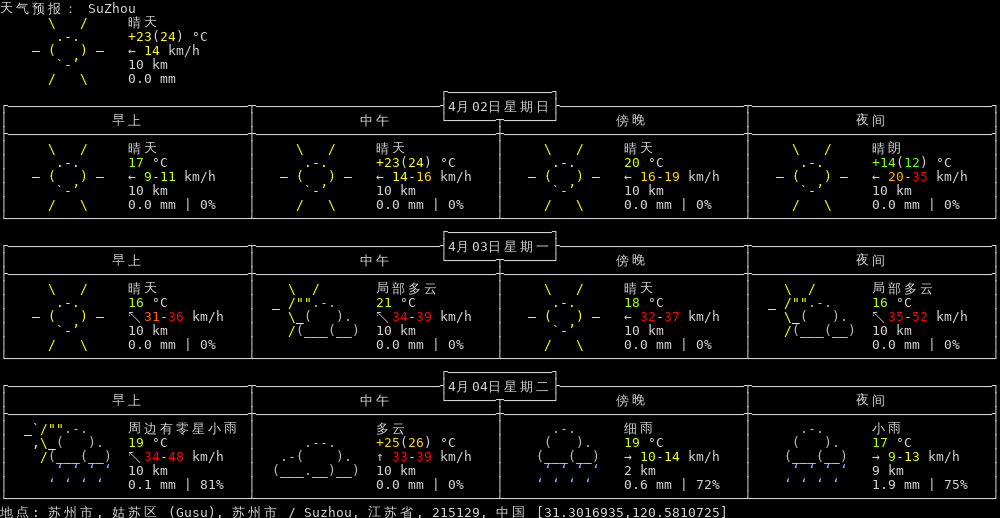 天气预报： SuZhou
晴天
+23(24) °C
← 14 km/h
10 km
0.0 mm
4月02日星期日
早上 中午 傍晚 夜间
晴天 晴天 晴天 晴朗
17 °C +23(24) °C 20 °C +14(12) °C
← 9-11 km/h ← 14-16 km/h ← 16-19 km/h ← 20-35 km/h
10 km 10 km 10 km 10 km
0.0 mm | 0% 0.0 mm | 0% 0.0 mm | 0% 0.0 mm | 0%
4月03日星期一
早上 中午 傍晚 夜间
晴天 局部多云 晴天 局部多云
16 °C 21 °C 18 °C 16 °C
↖ 31-36 km/h ↖ 34-39 km/h ← 32-37 km/h ↖ 35-52 km/h
10 km 10 km 10 km 10 km
0.0 mm | 0% 0.0 mm | 0% 0.0 mm | 0% 0.0 mm | 0%
4月04日星期二
早上 中午 傍晚 夜间
周边有零星小雨 多云 细雨 小雨
19 °C +25(26) °C 19 °C 17 °C
↖ 34-48 km/h ↑ 33-39 km/h → 10-14 km/h → 9-13 km/h
10 km 10 km 2 km 9 km
0.1 mm | 81% 0.0 mm | 0% 0.6 mm | 72% 1.9 mm | 75%
地点: 苏州市, 姑苏区 (Gusu), 苏州市 / Suzhou, 江苏省, 215129, 中国 [31.3016935,120.5810725]